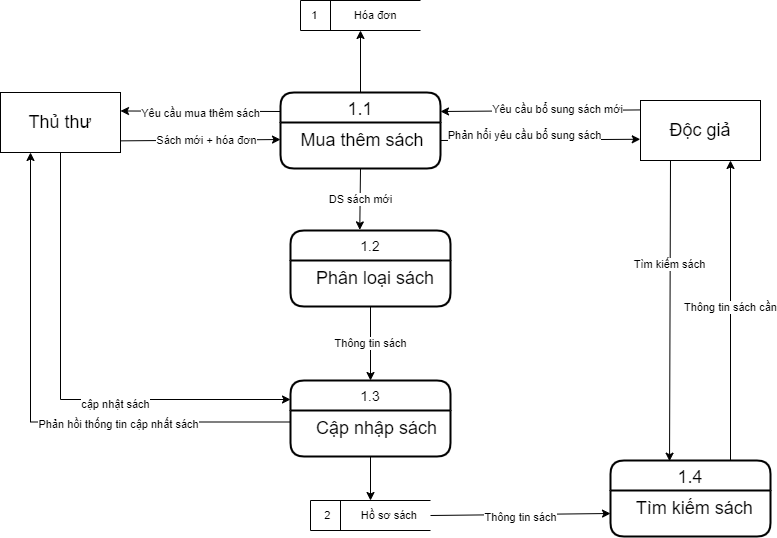 1 Hóa đơn
Thủ thư
Yêu cầu mua thêm sách
1.1
Yêu cầu bổ sung sách mới
Độc giả
Sách mới + hóa đơn
Mua thêm sách
Phản hổi yêu cầu bổ sung sách
DS sách mới
1.2
Phân loại sách
Tìm kiếm sách
Thông tin sách cần
Thông tin sách
1.3
cập nhật sách
Cập nhập sách
Phản hồi thống tin cập nhất sách
1.4
Tìm kiếm sách
2 Hồ sơ sách
Thông tin sách